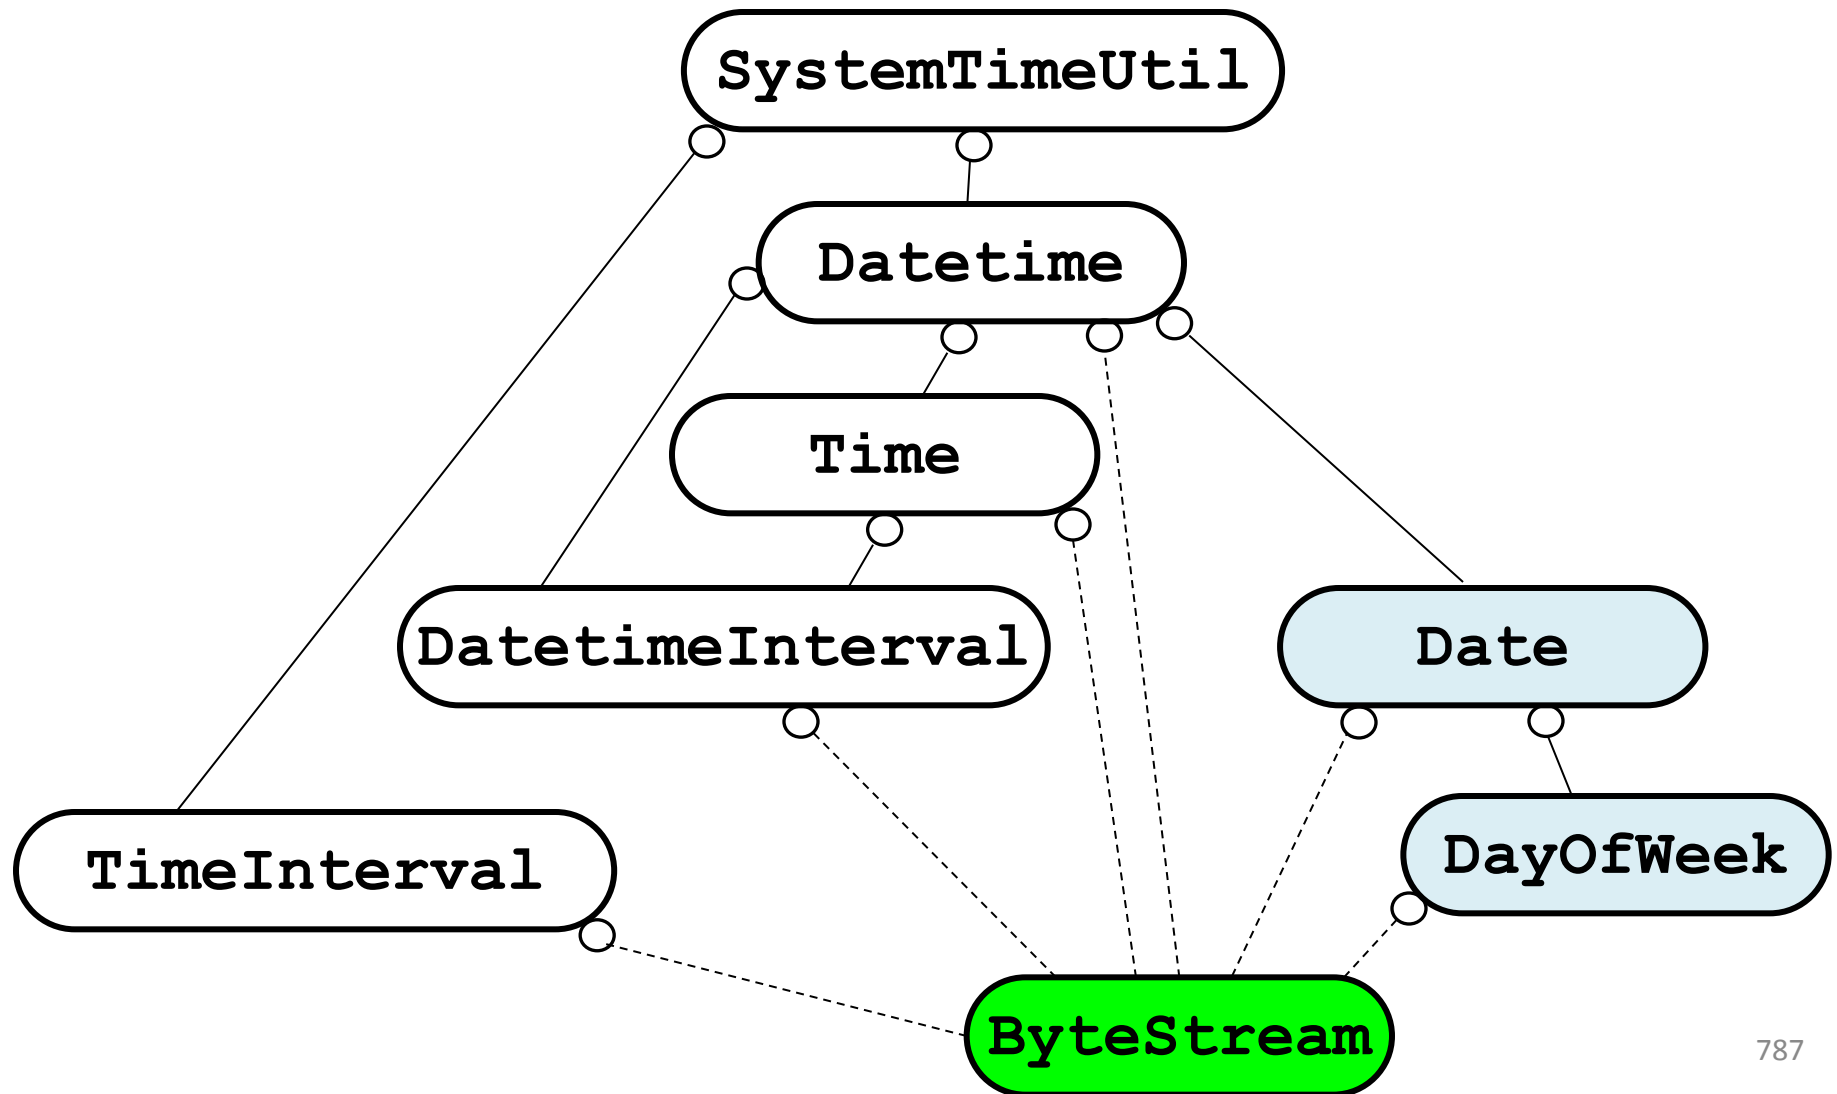 SystemTimeUtil
Datetime
Time
DatetimeInterval
Date
TimeInterval
DayOfWeek
ByteStream
787